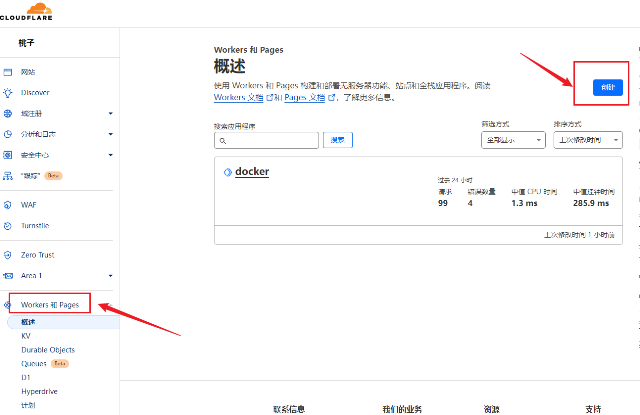 CLOUDFLARE
桃子
网站
Discover
域注册
分析和日志
安全中心
"跟踪" Beta
WAF
Turnstile
Zero Trust
Area 1
Workers 和 Pages
概述
KV
Durable Objects
Queues Beta
D1
Hyperdrive
计划
Workers 和 Pages
概述
使用 Workers 和 Pages 构建和部署无服务器功能、站点和全栈应用程序。阅读
Workers 文档 和 Pages 文档，了解更多信息。
创建
搜索应用程序
搜索
筛选方式
全部显示
排序方式
上次修改时间
docker
过去 24 小时
请求 错误数量 中值 CPU 时间 中值挂钟时间
99 4 1.3 ms 285.9 ms
上次修改时间 1 小时前
联系信息 我们的业务 资源 支持